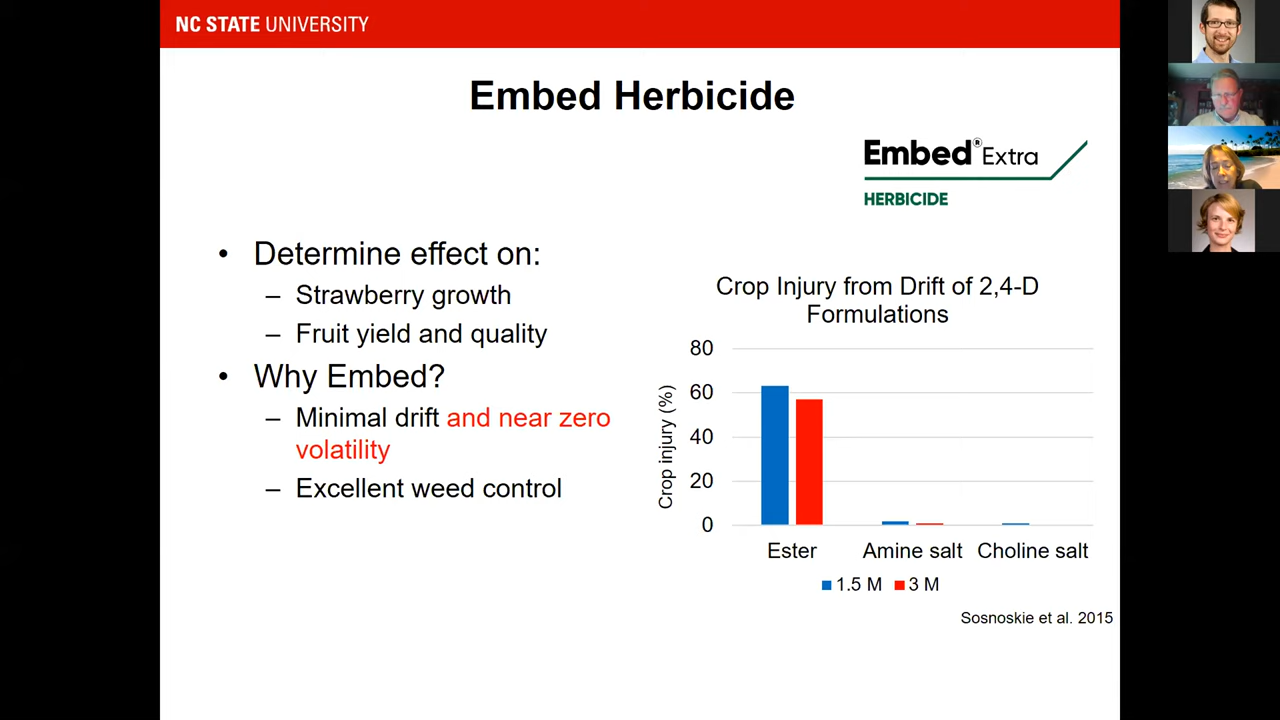 NC STATE UNIVERSITY
Embed Herbicide
Embed® Extra
HERBICIDE
• Determine effect on:
– Strawberry growth
– Fruit yield and quality
• Why Embed?
– Minimal drift and near zero
volatility
– Excellent weed control
Crop Injury from Drift of 2,4-D
Formulations
Crop injury (%)
80
60
40
20
0
Ester Amine salt Choline salt
1.5 M 3 M
Sosnoskie et al. 2015